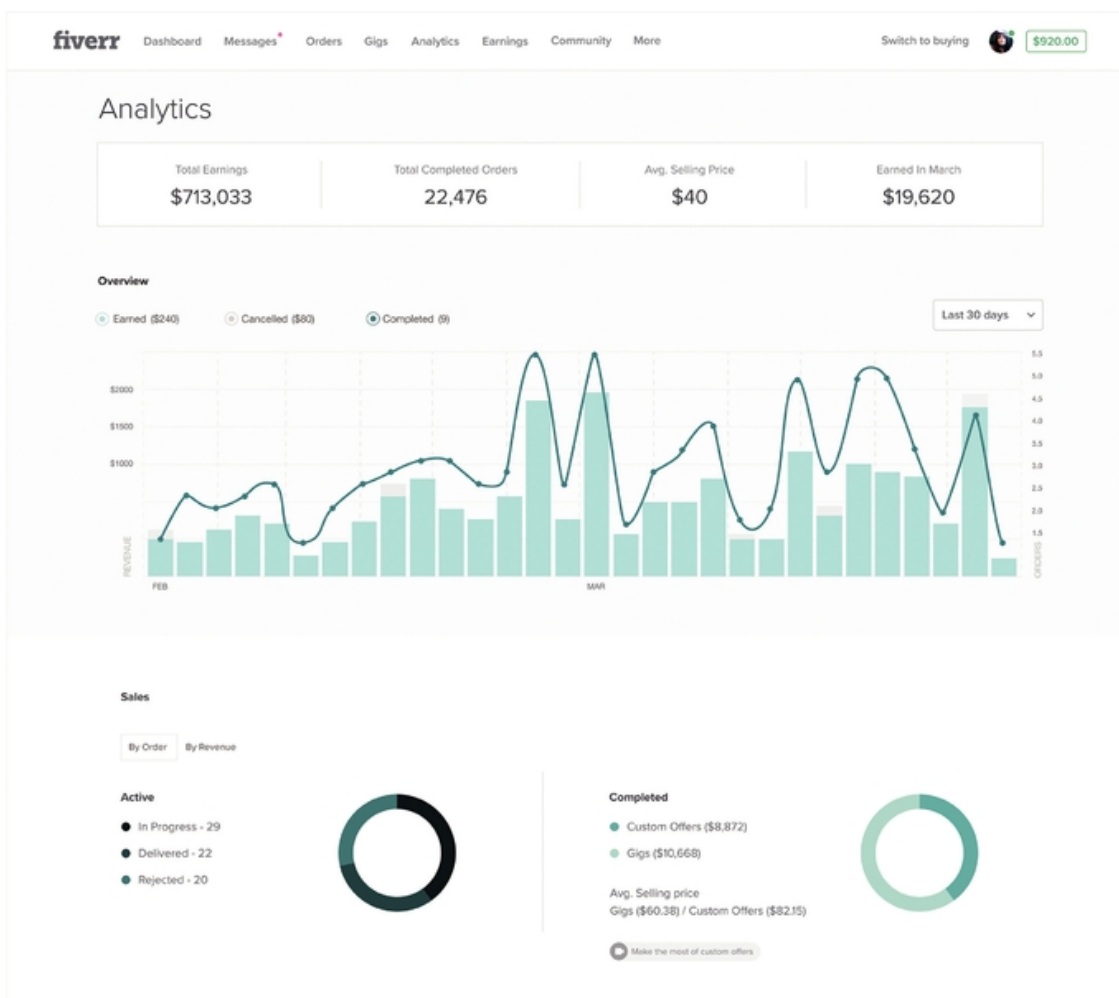 fiverr Dashboard Messages Orders Gigs Analytics Earnings Community More Switch to buying $920.00
Analytics
Total Earnings Total Completed Orders Avg. Selling Price Earned In March
$713,033 22,476 $40 $19,620
Overview
Earned ($240) Cancelled ($80) Completed (9) Last 30 days
5.5
5.0
$2000
4.5
4.0
$1500
3.5
$1000
3.0
2.5
2.0
1.5
REVENUE
ORDERS
FEB MAR
Sales
By Order By Revenue
Active
In Progress - 29
Delivered - 22
Rejected - 20
Completed
Custom Offers ($8,872)
Gigs ($10,668)
Avg. Selling price
Gigs ($60.38) / Custom Offers ($82.15)
Make the most of custom offers